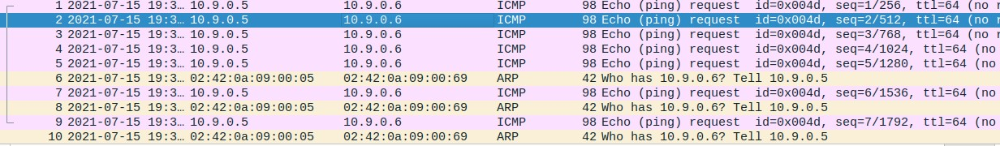 1 2021-07-15 19:3… 10.9.0.5 10.9.0.6 ICMP 98 Echo (ping) request id=0x004d, seq=1/256, ttl=64 (no r
2 2021-07-15 19:3… 10.9.0.5 10.9.0.6 ICMP 98 Echo (ping) request id=0x004d, seq=2/512, ttl=64 (no r
3 2021-07-15 19:3… 10.9.0.5 10.9.0.6 ICMP 98 Echo (ping) request id=0x004d, seq=3/768, ttl=64 (no r
4 2021-07-15 19:3… 10.9.0.5 10.9.0.6 ICMP 98 Echo (ping) request id=0x004d, seq=4/1024, ttl=64 (no
5 2021-07-15 19:3… 10.9.0.5 10.9.0.6 ICMP 98 Echo (ping) request id=0x004d, seq=5/1280, ttl=64 (no
6 2021-07-15 19:3… 02:42:0a:09:00:05 02:42:0a:09:00:69 ARP 42 Who has 10.9.0.6? Tell 10.9.0.5
7 2021-07-15 19:3… 10.9.0.5 10.9.0.6 ICMP 98 Echo (ping) request id=0x004d, seq=6/1536, ttl=64 (no
8 2021-07-15 19:3… 02:42:0a:09:00:05 02:42:0a:09:00:69 ARP 42 Who has 10.9.0.6? Tell 10.9.0.5
9 2021-07-15 19:3… 10.9.0.5 10.9.0.6 ICMP 98 Echo (ping) request id=0x004d, seq=7/1792, ttl=64 (no
10 2021-07-15 19:3… 02:42:0a:09:00:05 02:42:0a:09:00:69 ARP 42 Who has 10.9.0.6? Tell 10.9.0.5